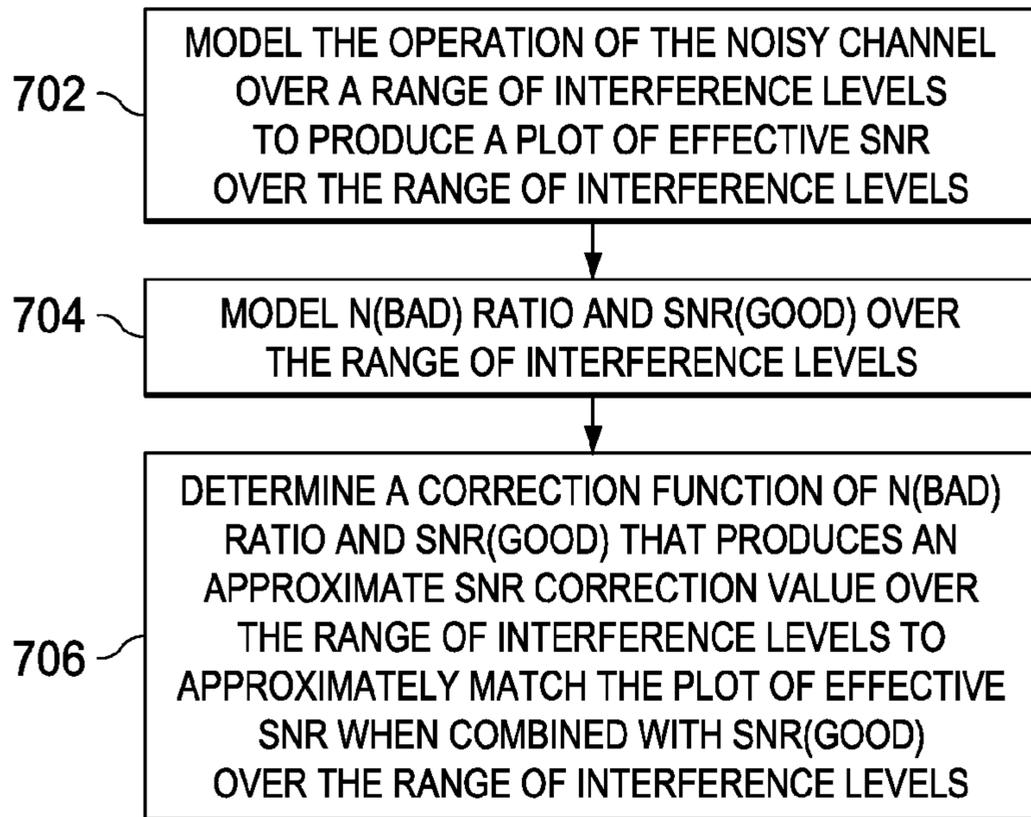 702
MODEL THE OPERATION OF THE NOISY CHANNEL
OVER A RANGE OF INTERFERENCE LEVELS
TO PRODUCE A PLOT OF EFFECTIVE SNR
OVER THE RANGE OF INTERFERENCE LEVELS
704
MODEL N(BAD) RATIO AND SNR(GOOD) OVER
THE RANGE OF INTERFERENCE LEVELS
706
DETERMINE A CORRECTION FUNCTION OF N(BAD)
RATIO AND SNR(GOOD) THAT PRODUCES AN
APPROXIMATE SNR CORRECTION VALUE OVER
THE RANGE OF INTERFERENCE LEVELS TO
APPROXIMATELY MATCH THE PLOT OF EFFECTIVE
SNR WHEN COMBINED WITH SNR(GOOD)
OVER THE RANGE OF INTERFERENCE LEVELS